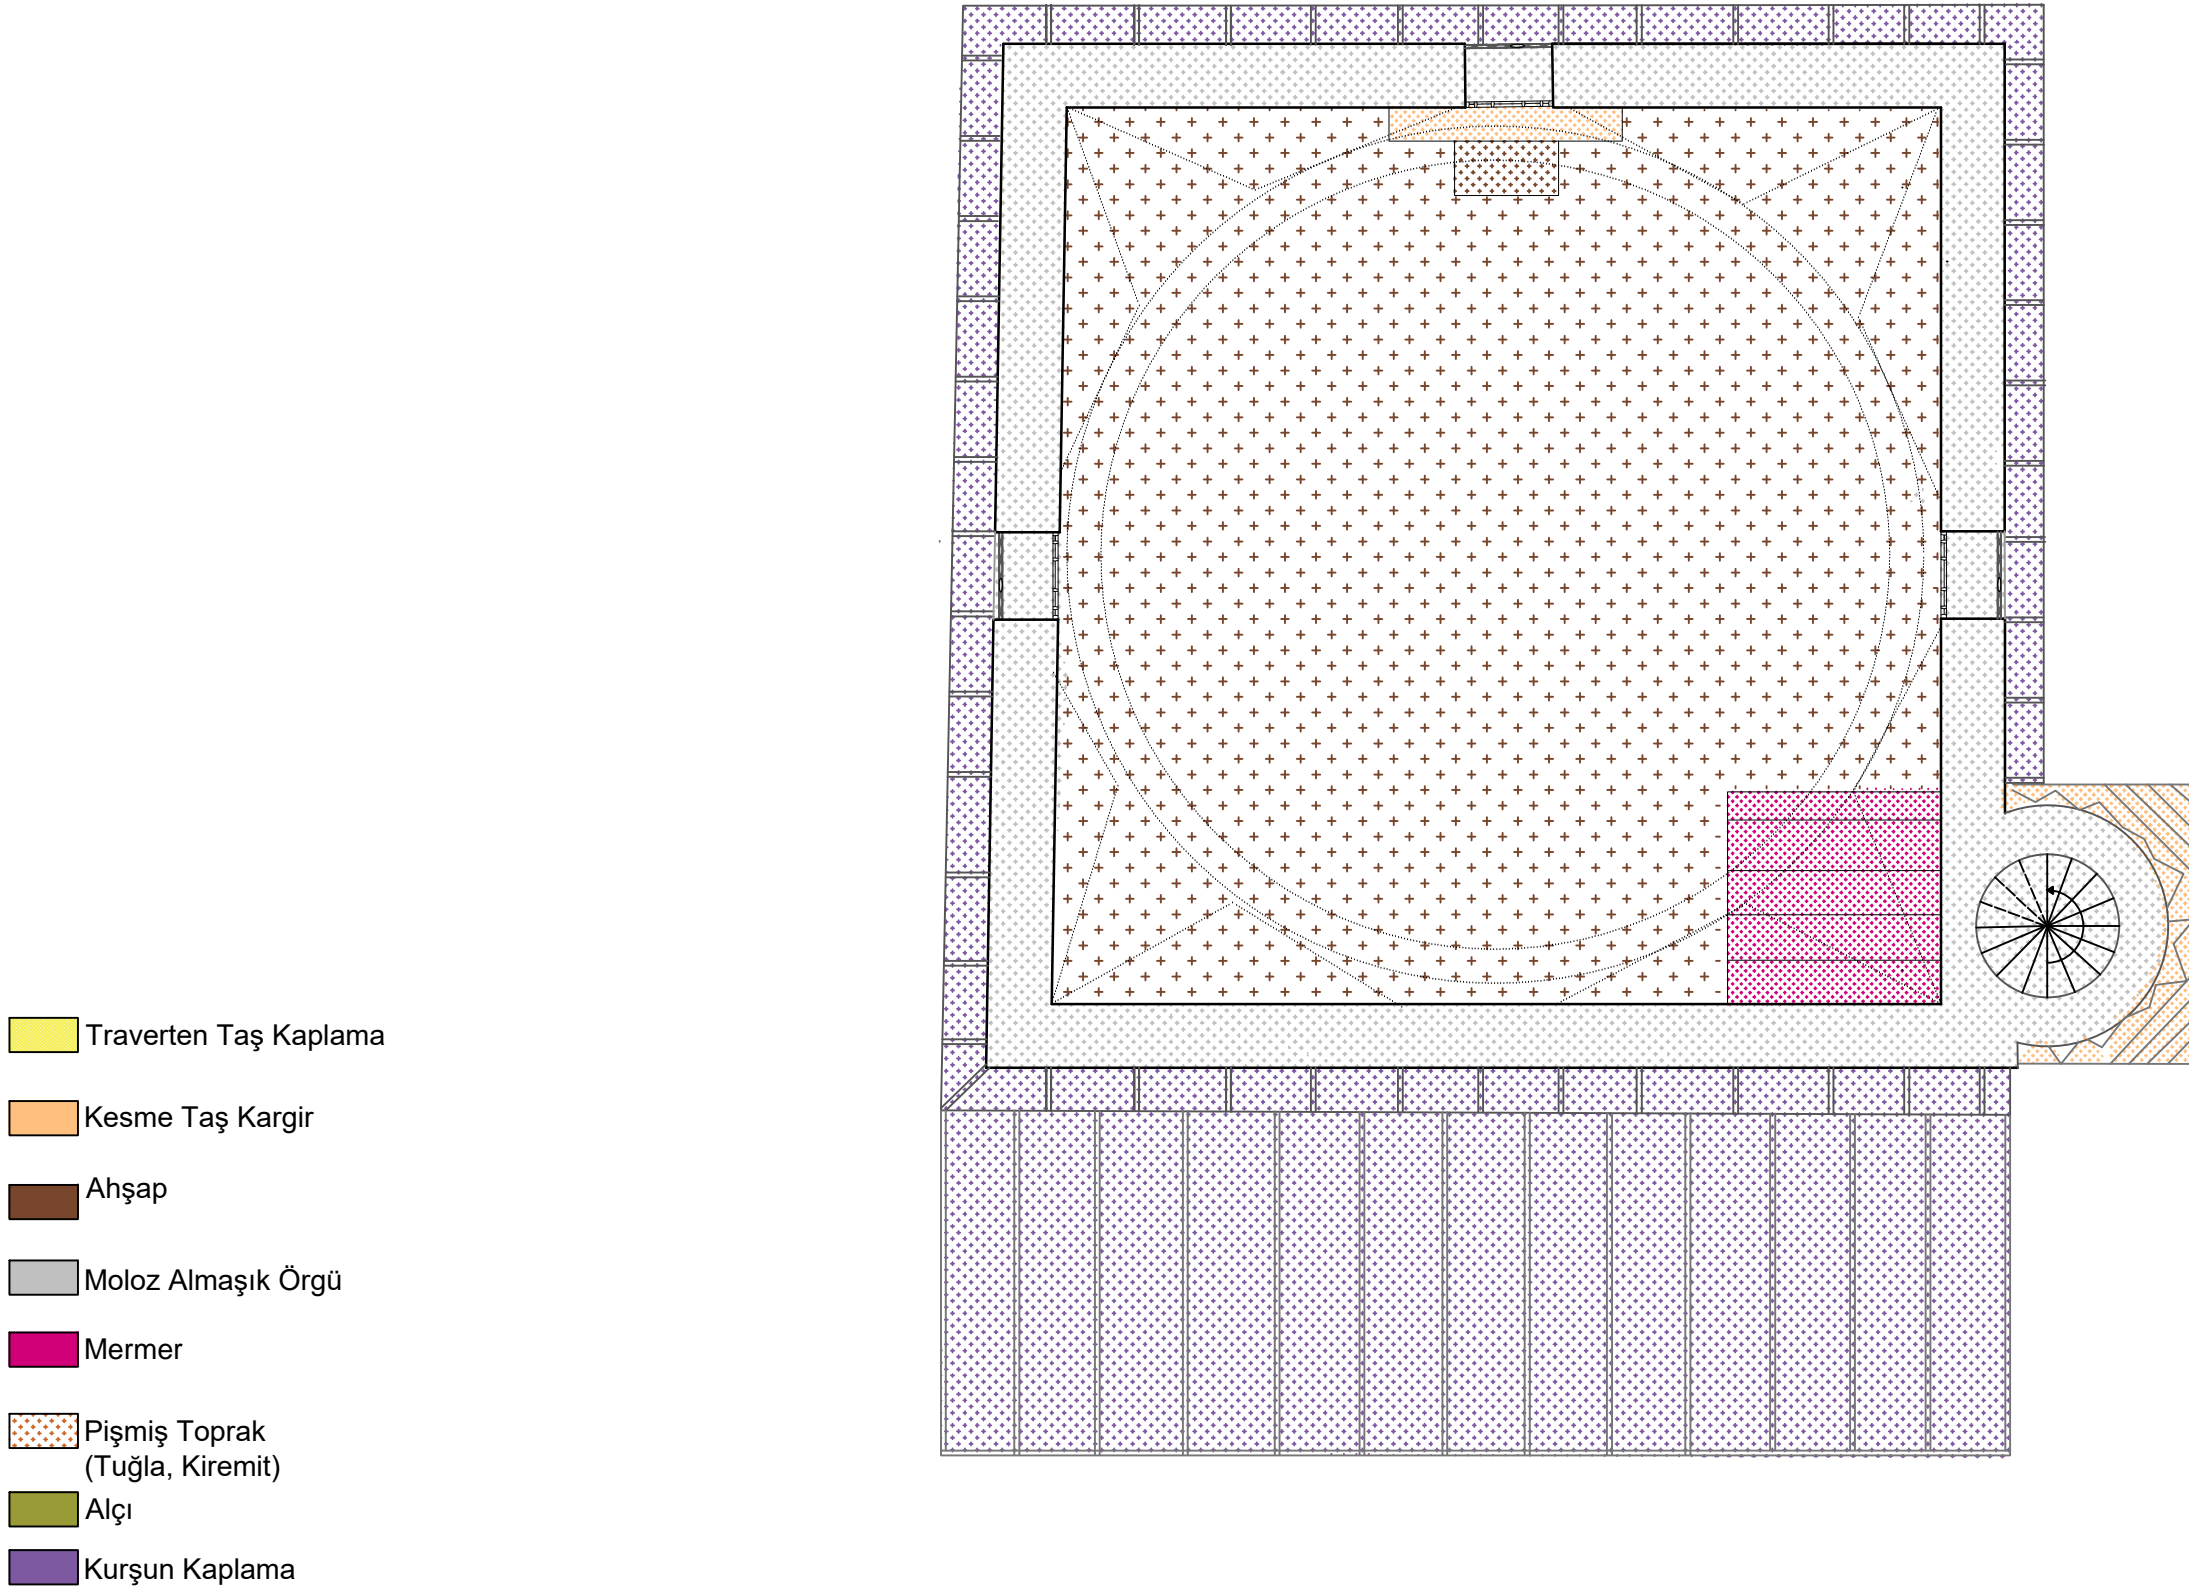 Traverten Taş Kaplama
Kesme Taş Kargir
Ahşap
Moloz Almaşık Örgü
Mermer
Pişmiş Toprak
(Tuğla, Kiremit)
Alçı
Kurşun Kaplama